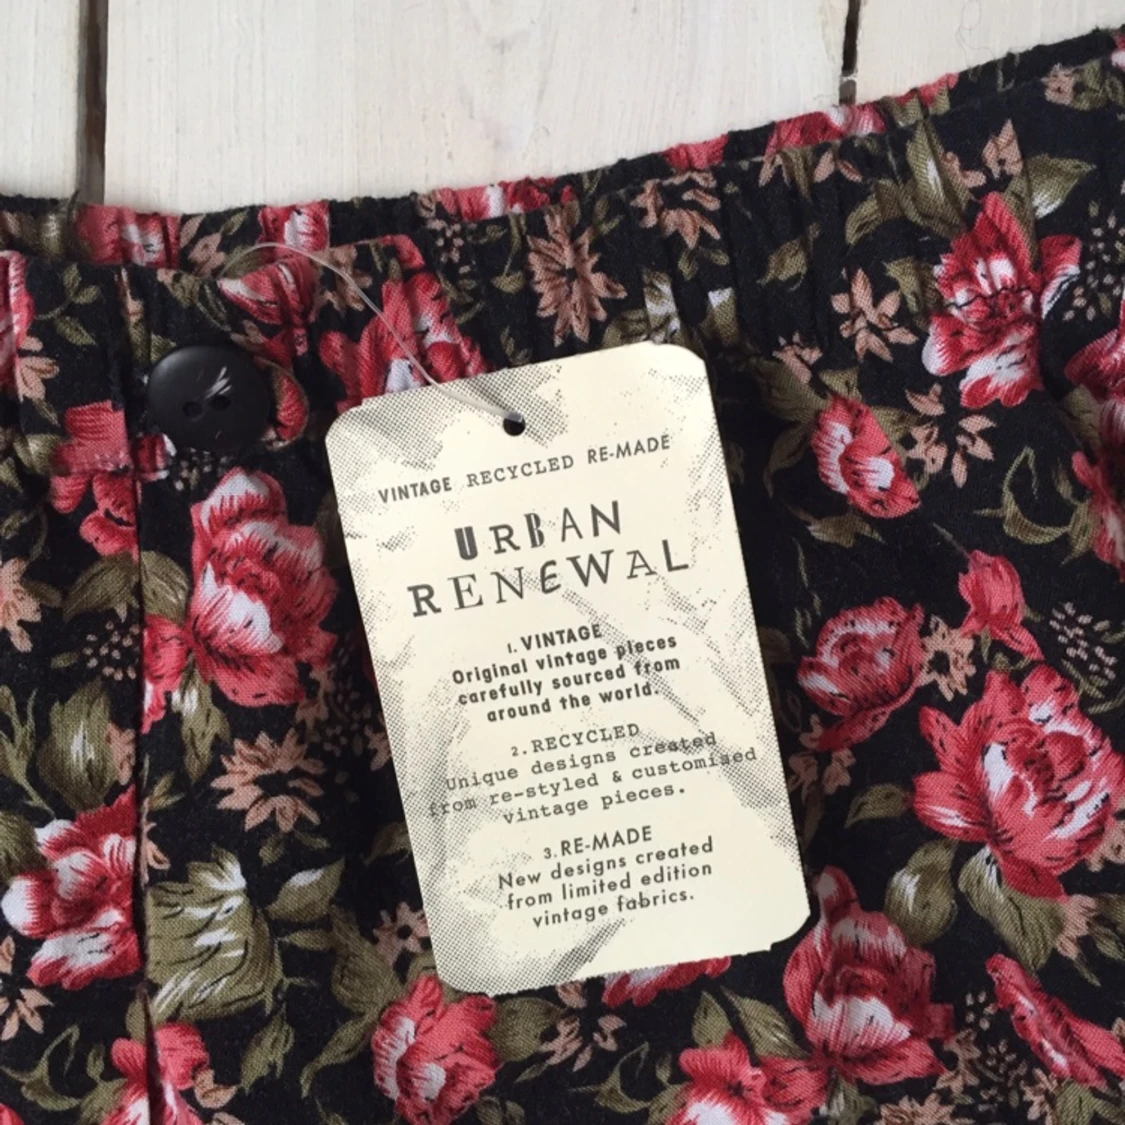 VINTAGE RECYCLED RE-MADE
URBAN
RENEWAL
1. VINTAGE
Original vintage pieces
carefully sourced from
around the world.
2. RECYCLED
Unique designs created
from re-styled & customised
vintage pieces.
3. RE-MADE
New designs created
from limited edition
vintage fabrics.